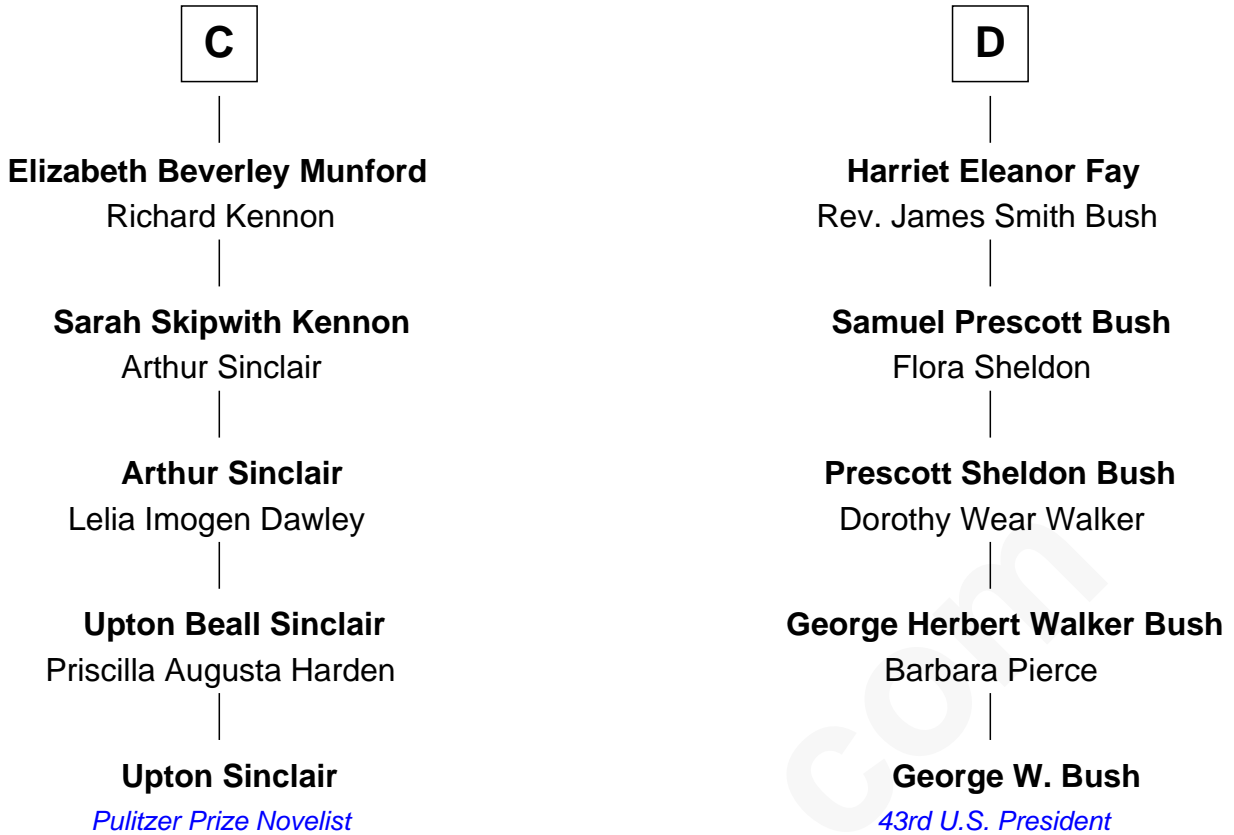 C
Elizabeth Beverley Munford
Richard Kennon
Sarah Skipwith Kennon
Arthur Sinclair
Arthur Sinclair
Lelia Imogen Dawley
Upton Beall Sinclair
Priscilla Augusta Harden
Upton Sinclair
Pulitzer Prize Novelist
D
Harriet Eleanor Fay
Rev. James Smith Bush
Samuel Prescott Bush
Flora Sheldon
Prescott Sheldon Bush
Dorothy Wear Walker
George Herbert Walker Bush
Barbara Pierce
George W. Bush
43rd U.S. President
com